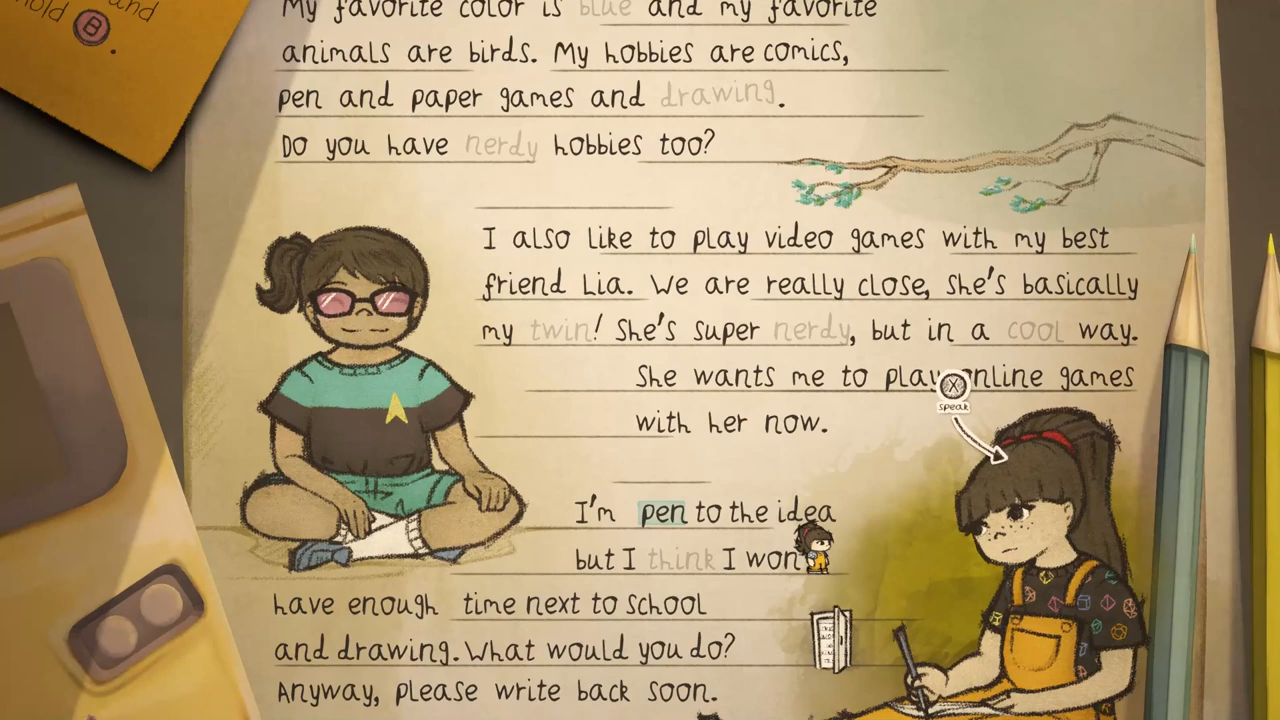 hold and
B.
My favorite color is blue and my favorite
animals are birds. My hobbies are comics,
pen and paper games and drawing.
Do you have nerdy hobbies too?
I also like to play video games with my best
friend Lia. We are really close, she's basically
my twin! She's super nerdy, but in a cool way.
She wants me to play online games
X
speak
with her now.
I'm pen to the idea
but I think I won
have enough time next to school
and drawing. What would you do?
Anyway, please write back soon.